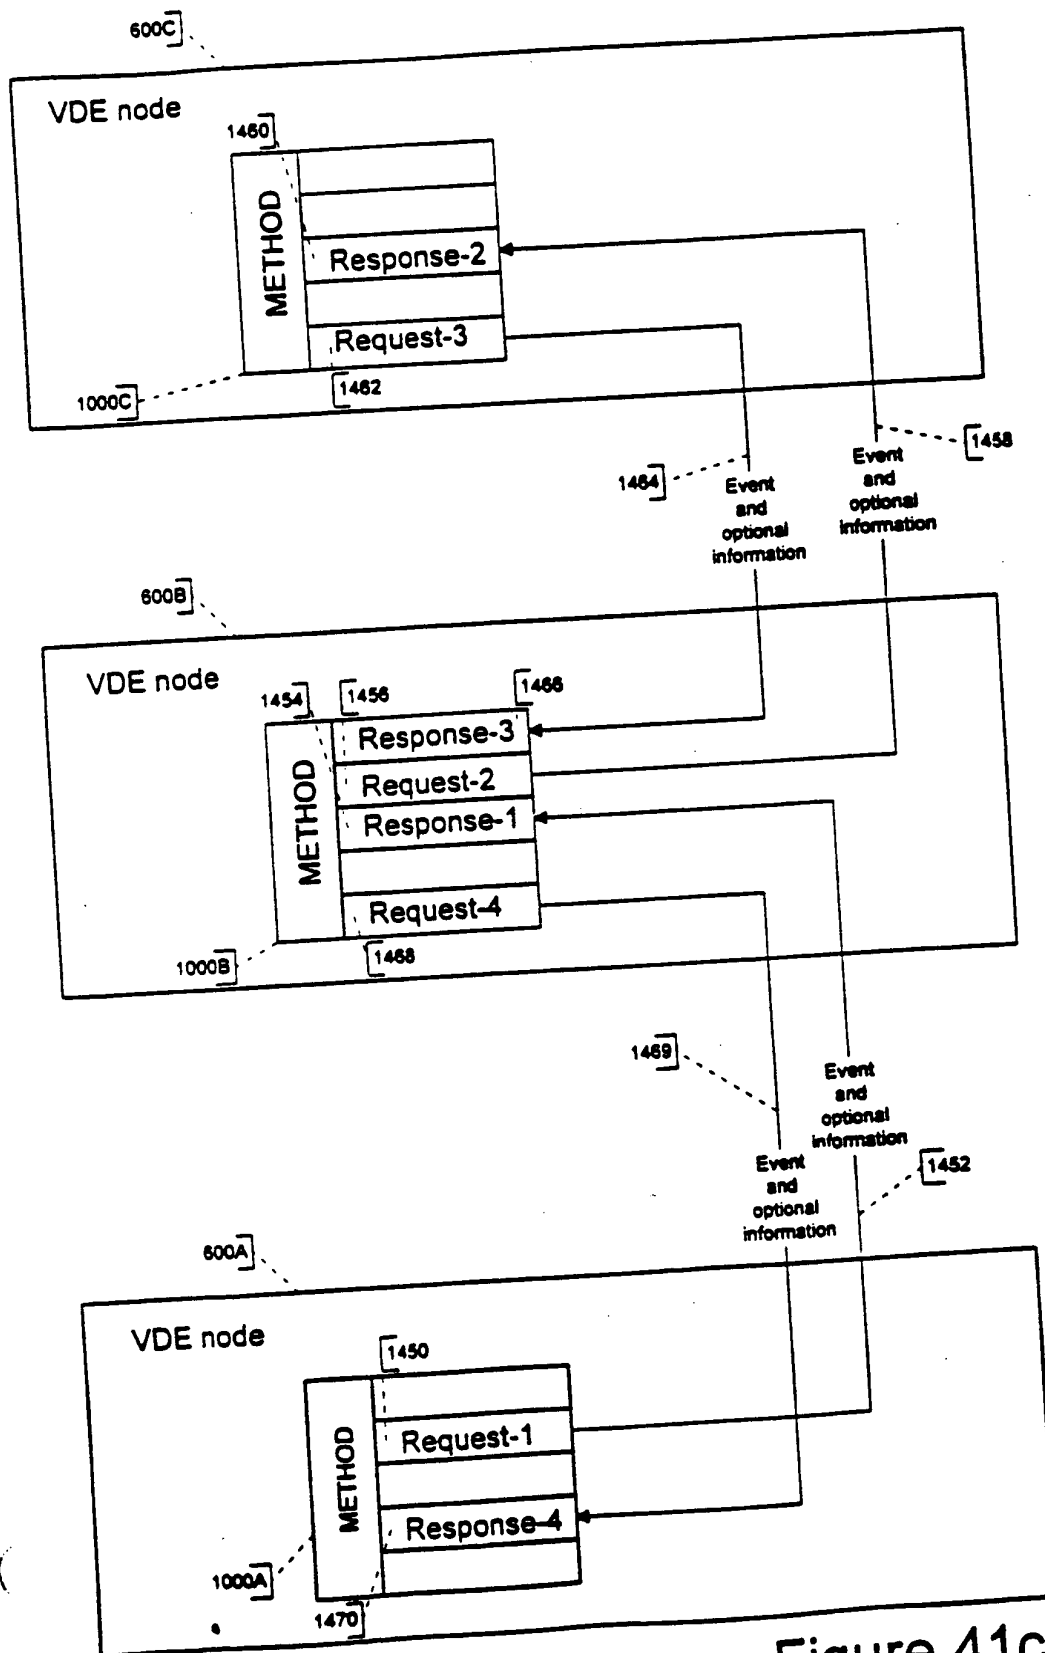 600C
VDE node
1460
METHOD
Response-2
Request-3
1000C
1462
1464
1458
Event
and
optional
information
Event
and
optional
information
600B
VDE node
1454
1456
1466
METHOD
Response-3
Request-2
Response-1
Request-4
1000B
1468
1469
Event
and
optional
information
1452
Event
and
optional
information
600A
VDE node
1450
METHOD
Request-1
Response-4
1000A
1470
Figure 41c